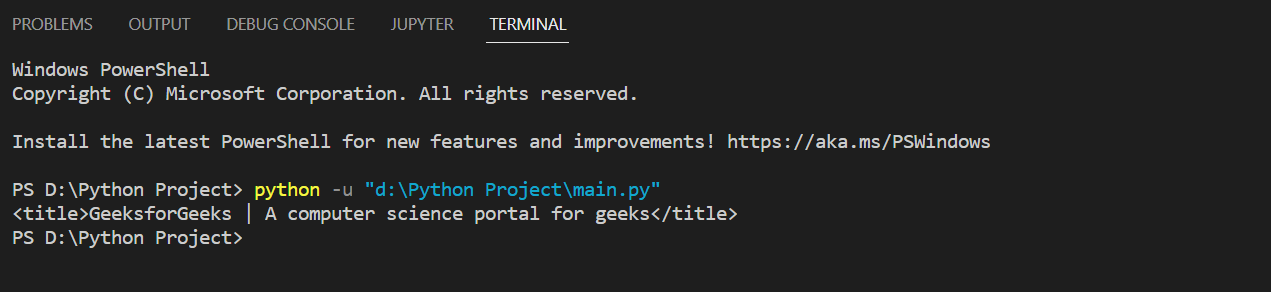 PROBLEMS OUTPUT DEBUG CONSOLE JUPYTER TERMINAL
Windows PowerShell
Copyright (C) Microsoft Corporation. All rights reserved.
Install the latest PowerShell for new features and improvements! https://aka.ms/PSWindows
PS D:\Python Project> python -u "d:\Python Project\main.py"
<title>GeeksforGeeks | A computer science portal for geeks</title>
PS D:\Python Project>